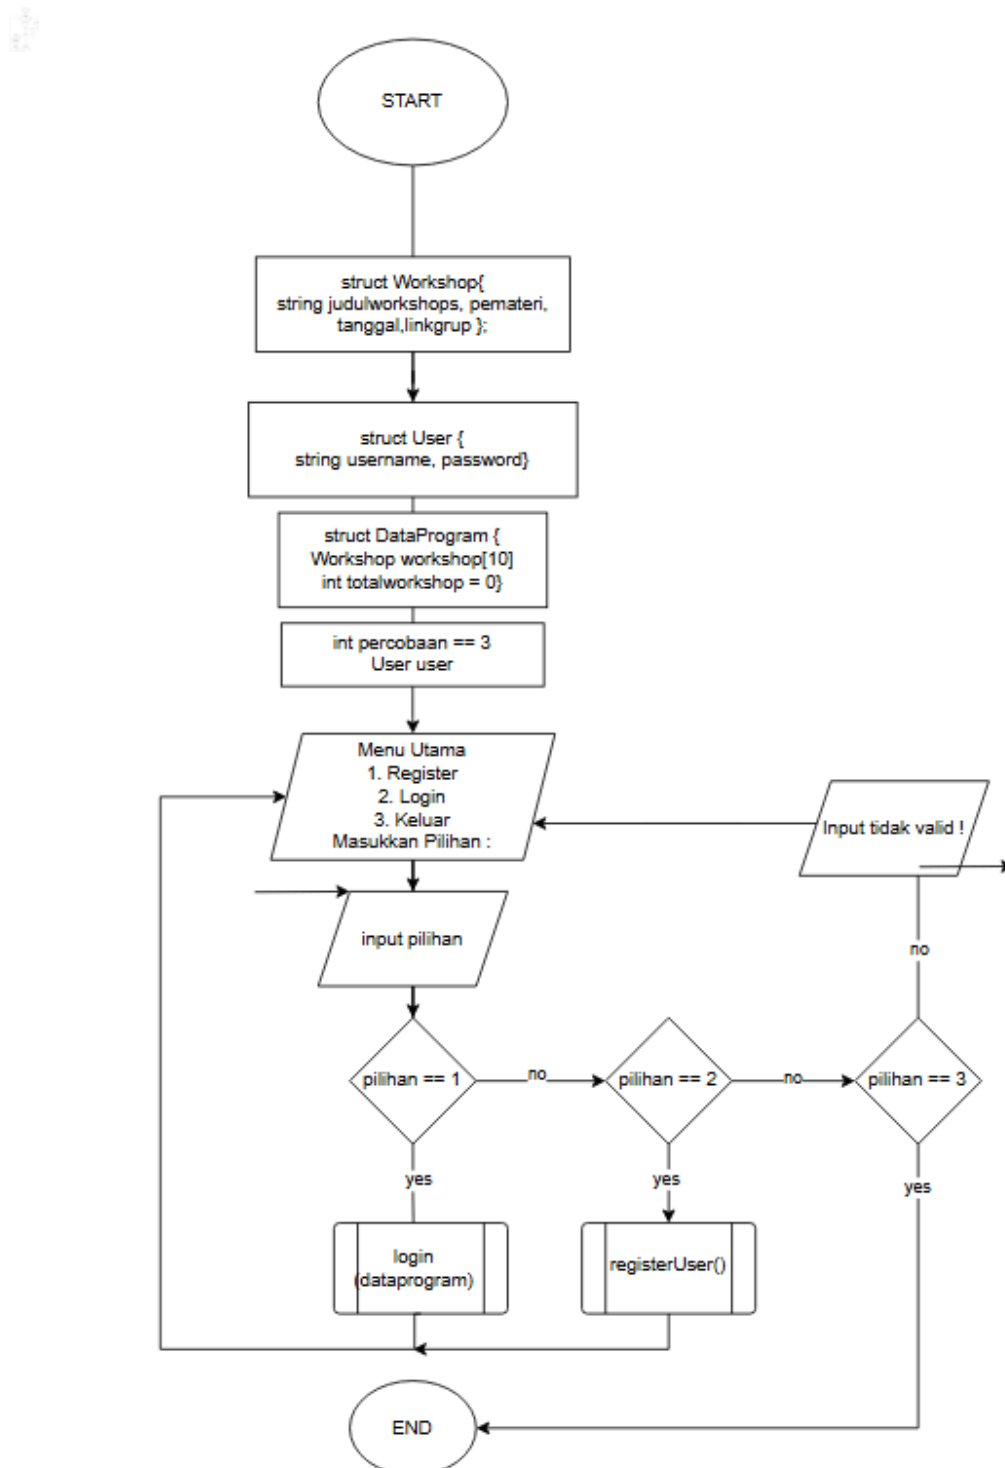 START
struct Workshop{
string judulworkshops, pemateri,
tanggal,linkgrup };
struct User {
string username, password}
struct DataProgram {
Workshop workshop[10]
int totalworkshop = 0}
int percobaan == 3
User user
Menu Utama
1. Register
2. Login
3. Keluar
Masukkan Pilihan :
Input tidak valid !
input pilihan
no
pilihan == 1
no
pilihan == 2
no
pilihan == 3
yes
yes
yes
login
(dataprogram)
registerUser()
END